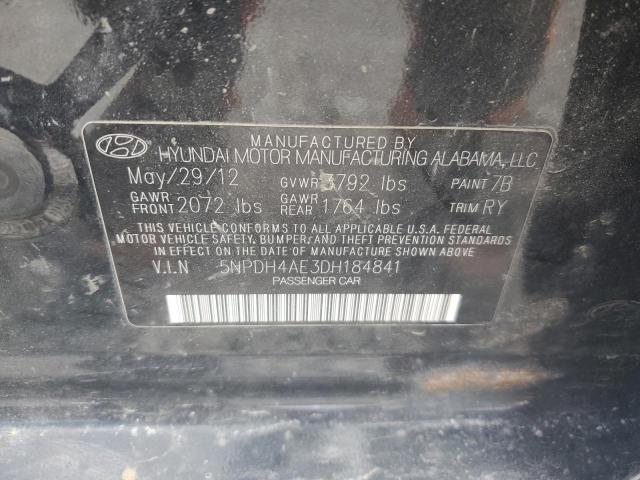 MANUFACTURED BY
HYUNDAI MOTOR MANUFACTURING ALABAMA, LLC
May/29/12 GVWR 3792 lbs PAINT 7B
GAWR FRONT 2072 lbs GAWR REAR 1764 lbs TRIM RY
THIS VEHICLE CONFORMS TO ALL APPLICABLE U.S.A. FEDERAL
MOTOR VEHICLE SAFETY, BUMPER, AND THEFT PREVENTION STANDARDS
IN EFFECT ON THE DATE OF MANUFACTURE SHOWN ABOVE
V.I.N 5NPDH4AE3DH184841
PASSENGER CAR